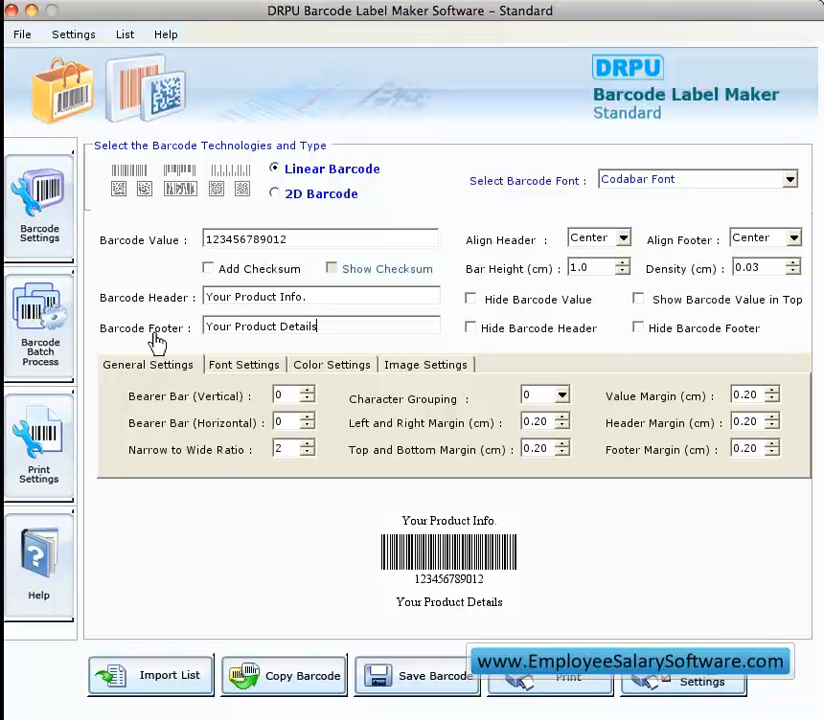 DRPU Barcode Label Maker Software - Standard
File Settings List Help
DRPU
Barcode Label Maker
Standard
Select the Barcode Technologies and Type
Linear Barcode
2D Barcode
Select Barcode Font : Codabar Font
Barcode Settings
Barcode Value : 123456789012
Align Header : Center Align Footer : Center
Add Checksum Show Checksum
Bar Height (cm) : 1.0 Density (cm) : 0.03
Barcode Header : Your Product Info.
Hide Barcode Value Show Barcode Value in Top
Barcode Footer : Your Product Details
Hide Barcode Header Hide Barcode Footer
Barcode Batch Process
General Settings Font Settings Color Settings Image Settings
Bearer Bar (Vertical) : 0 Character Grouping : 0 Value Margin (cm) : 0.20
Bearer Bar (Horizontal) : 0 Left and Right Margin (cm) : 0.20 Header Margin (cm) : 0.20
Narrow to Wide Ratio : 2 Top and Bottom Margin (cm) : 0.20 Footer Margin (cm) : 0.20
Print Settings
Your Product Info.
123456789012
Your Product Details
Help
Import List Copy Barcode Save Barcode Print Settings
www.EmployeeSalarySoftware.com